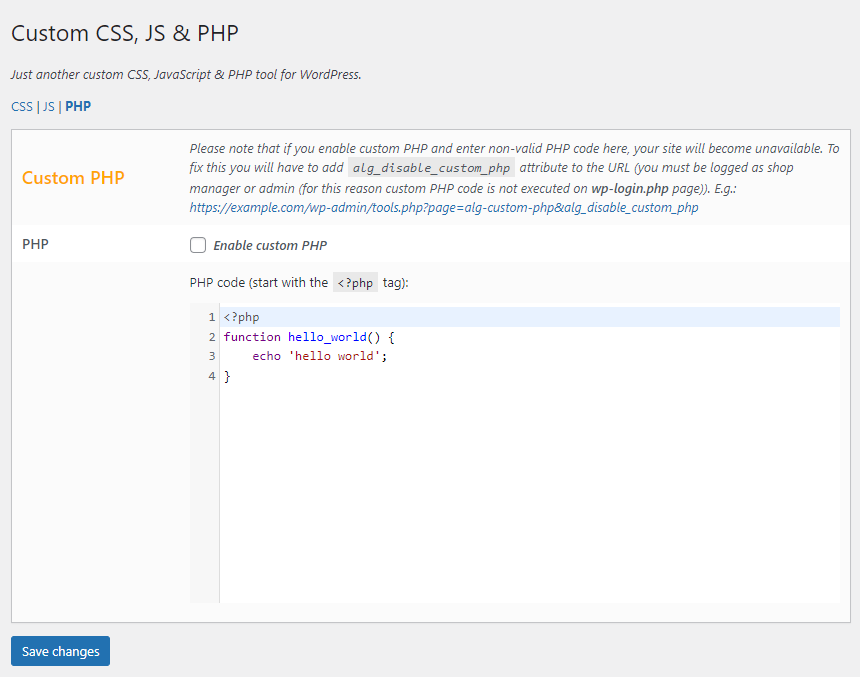 Custom CSS, JS & PHP
Just another custom CSS, JavaScript & PHP tool for WordPress.
CSS | JS | PHP
Custom PHP
Please note that if you enable custom PHP and enter non-valid PHP code here, your site will become unavailable. To
fix this you will have to add alg_disable_custom_php attribute to the URL (you must be logged as shop
manager or admin (for this reason custom PHP code is not executed on wp-login.php page)). E.g.:
https://example.com/wp-admin/tools.php?page=alg-custom-php&alg_disable_custom_php
PHP
Enable custom PHP
PHP code (start with the <?php tag):
1 <?php
2 function hello_world() {
3     echo 'hello world';
4 }
Save changes